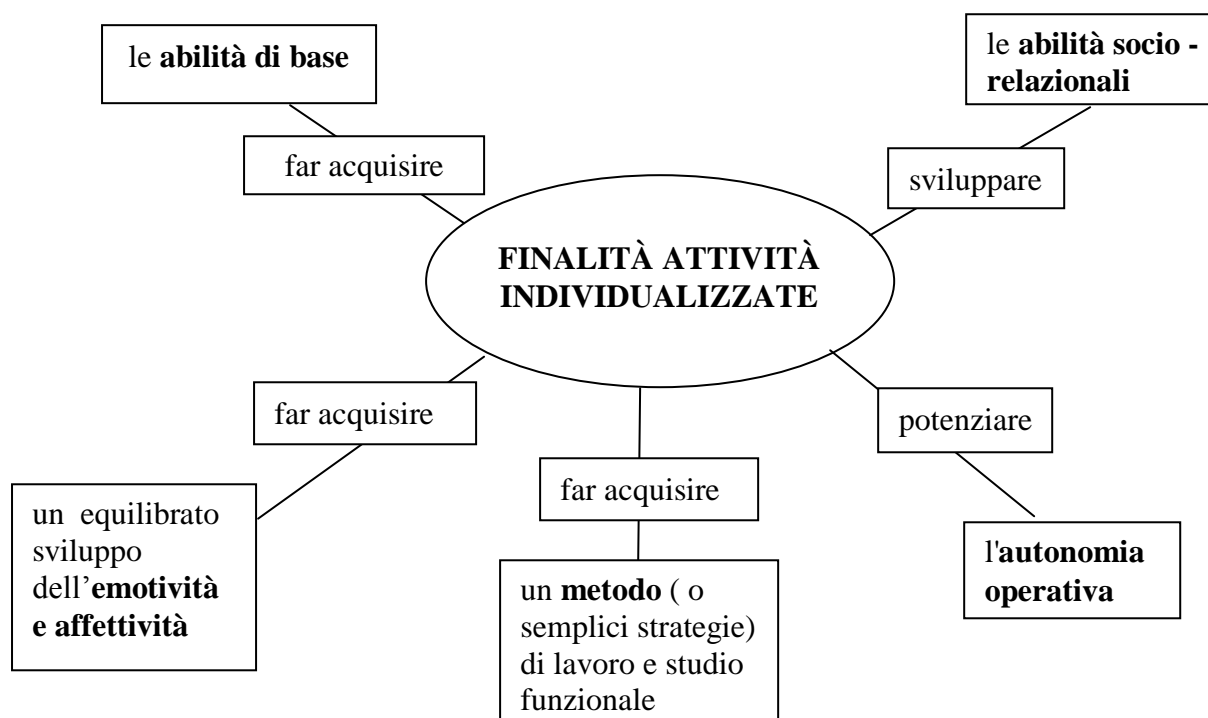 le abilità di base
le abilità socio -
relazionali
far acquisire
sviluppare
FINALITÀ ATTIVITÀ
INDIVIDUALIZZATE
far acquisire
potenziare
far acquisire
un  equilibrato
sviluppo
dell’emotività
e affettività
l'autonomia
operativa
un metodo ( o
semplici strategie)
di lavoro e studio
funzionale